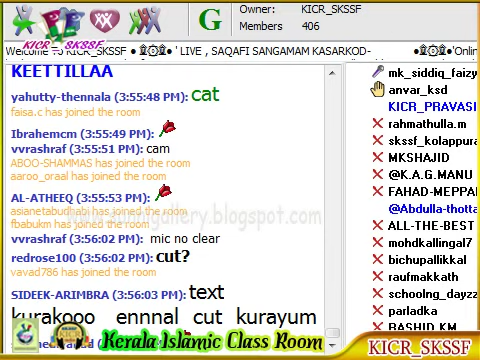 KICR_SKSSF
G
Owner: KICR_SKSSF
Members 406
KICR_SKSSF ● ' LIVE , SAQAFI SANGAMAM KASARKOD-
KEETTILLAA
yahutty-thennala (3:55:48 PM): cat
faisa.c has joined the room
Ibrahemcm (3:55:49 PM):
vvrashraf (3:55:51 PM): cam
ABOO-SHAMMAS has joined the room
aaroo_oraal has joined the room
AL-ATHEEQ (3:55:53 PM):
asianetabudhabi has joined the room
fbabukm has joined the room
vvrashraf (3:56:02 PM): mic no clear
redrose100 (3:56:02 PM): cut?
vavad786 has joined the room
SIDEEK-ARIMBRA (3:56:03 PM): text
kurakooo ennnal cut kurayum
mk_siddiq_faizy
anvar_ksd
KICR_PRAVASI
rahmathulla.m
skssf_kolappura
MKSHAJID
@K.A.G.MANU
FAHAD-MEPPA
@Abdulla-thotta
ALL-THE-BEST
mohdkallingal7
bichupallikkal
raufmakkath
schoolng_dayzz
parladka
BASHID KM
Kerala Islamic Class Room
KICR_SKSSF